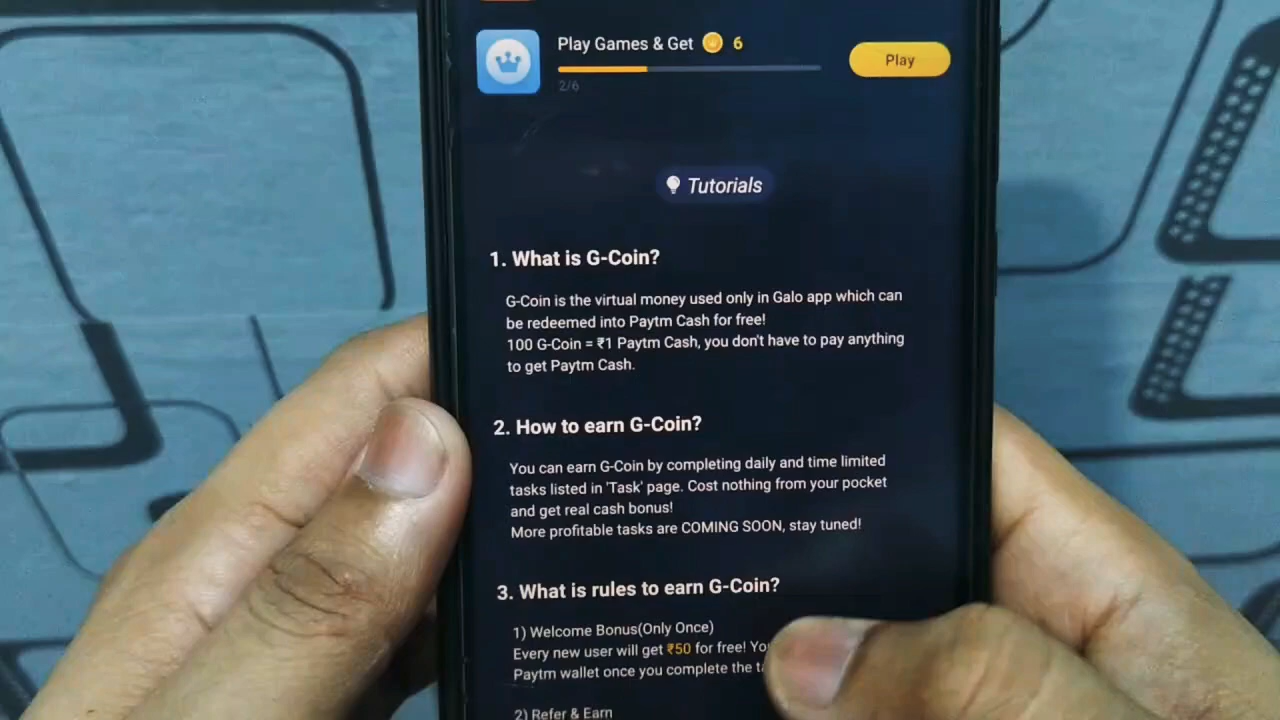 Play Games & Get 6
Play
2/6
Tutorials
1. What is G-Coin?
G-Coin is the virtual money used only in Galo app which can
be redeemed into Paytm Cash for free!
100 G-Coin = ₹1 Paytm Cash, you don't have to pay anything
to get Paytm Cash.
2. How to earn G-Coin?
You can earn G-Coin by completing daily and time limited
tasks listed in 'Task' page. Cost nothing from your pocket
and get real cash bonus!
More profitable tasks are COMING SOON, stay tuned!
3. What is rules to earn G-Coin?
1) Welcome Bonus(Only Once)
Every new user will get ₹50 for free!
Paytm wallet once you complete the
2) Refer & Earn